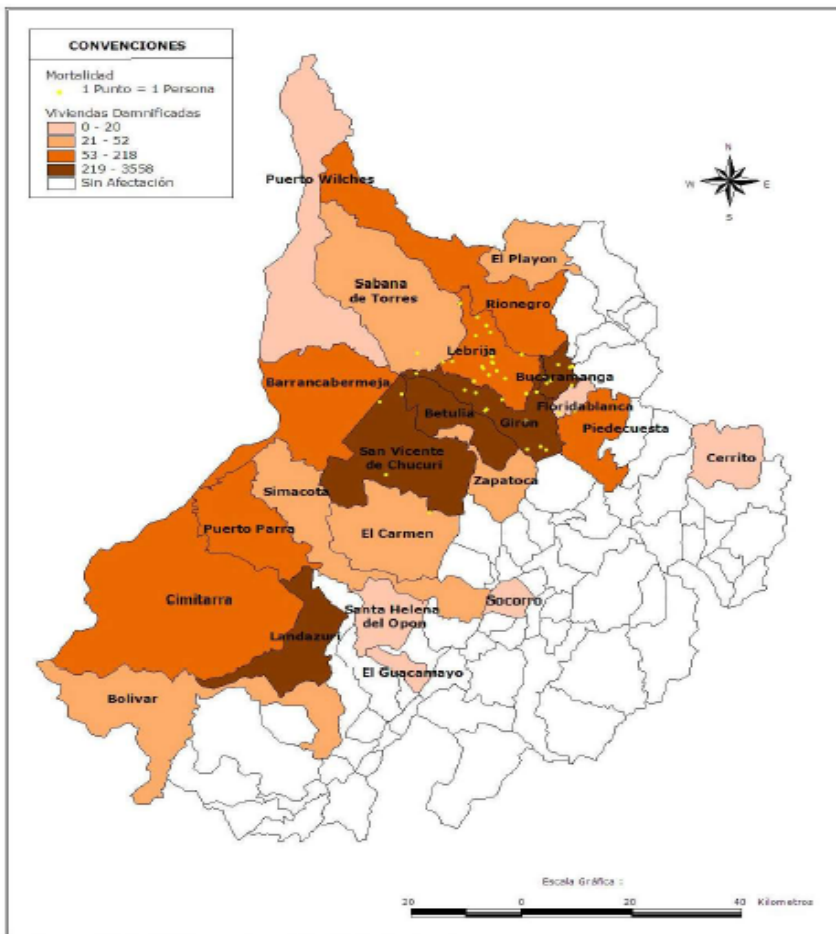 CONVENCIONES
Mortalidad
1 Punto = 1 Persona
Viviendas Damnificadas
0 - 20
21 - 52
53 - 218
219 - 3558
Sin Afectación
N
W E
S
Puerto Wilches
El Playon
Sabana
de Torres
Rionegro
Lebrija
Barrancabermeja
Bucaramanga
Betulia
Giron
Floridablanca
Piedecuesta
San Vicente
de Chucuri
Cerrito
Simacota
Zapatoca
Puerto Parra
El Carmen
Cimitarra
Santa Helena
del Opon
Socorro
Landazuri
El Guacamayo
Bolivar
Escala Gráfica :
20 0 20 40 Kilometros